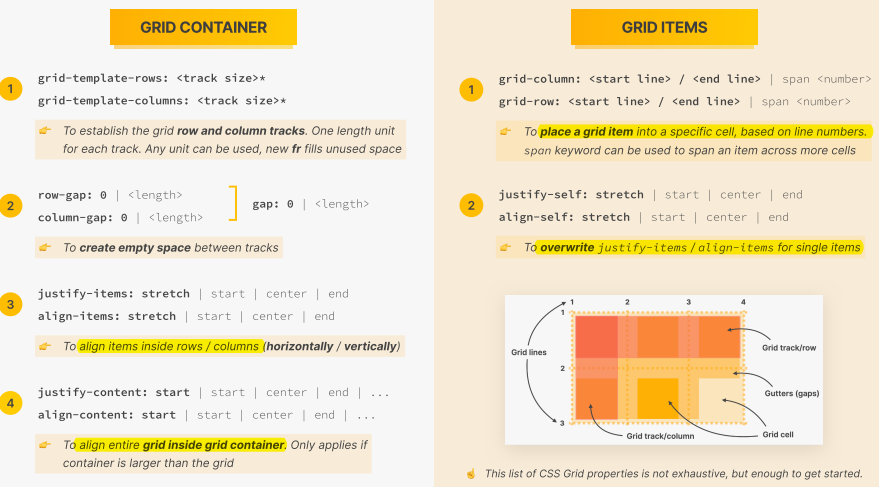 GRID CONTAINER
1
grid-template-rows: <track size>*
grid-template-columns: <track size>*
To establish the grid row and column tracks. One length unit
for each track. Any unit can be used, new fr fills unused space
2
row-gap: 0 | <length>
column-gap: 0 | <length>
gap: 0 | <length>
To create empty space between tracks
3
justify-items: stretch | start | center | end
align-items: stretch | start | center | end
To align items inside rows / columns (horizontally / vertically)
4
justify-content: start | start | center | end | ...
align-content: start | start | center | end | ...
To align entire grid inside grid container. Only applies if
container is larger than the grid
GRID ITEMS
1
grid-column: <start line> / <end line> | span <number>
grid-row: <start line> / <end line> | span <number>
To place a grid item into a specific cell, based on line numbers.
span keyword can be used to span an item across more cells
2
justify-self: stretch | start | center | end
align-self: stretch | start | center | end
To overwrite justify-items / align-items for single items
1 2 3 4
1
Grid lines
Grid track/row
2
Gutters (gaps)
3
Grid track/column
Grid cell
This list of CSS Grid properties is not exhaustive, but enough to get started.